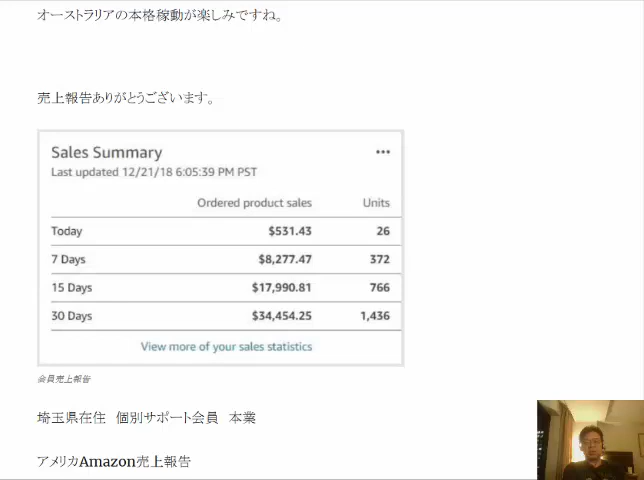 オーストラリアの本格稼動が楽しみですね。
売上報告ありがとうございます。
Sales Summary
Last updated 12/21/18 6:05:39 PM PST
Ordered product sales Units
Today $531.43 26
7 Days $8,277.47 372
15 Days $17,990.81 766
30 Days $34,454.25 1,436
View more of your sales statistics
会員売上報告
埼玉県在住 個別サポート会員 本業
アメリカAmazon売上報告